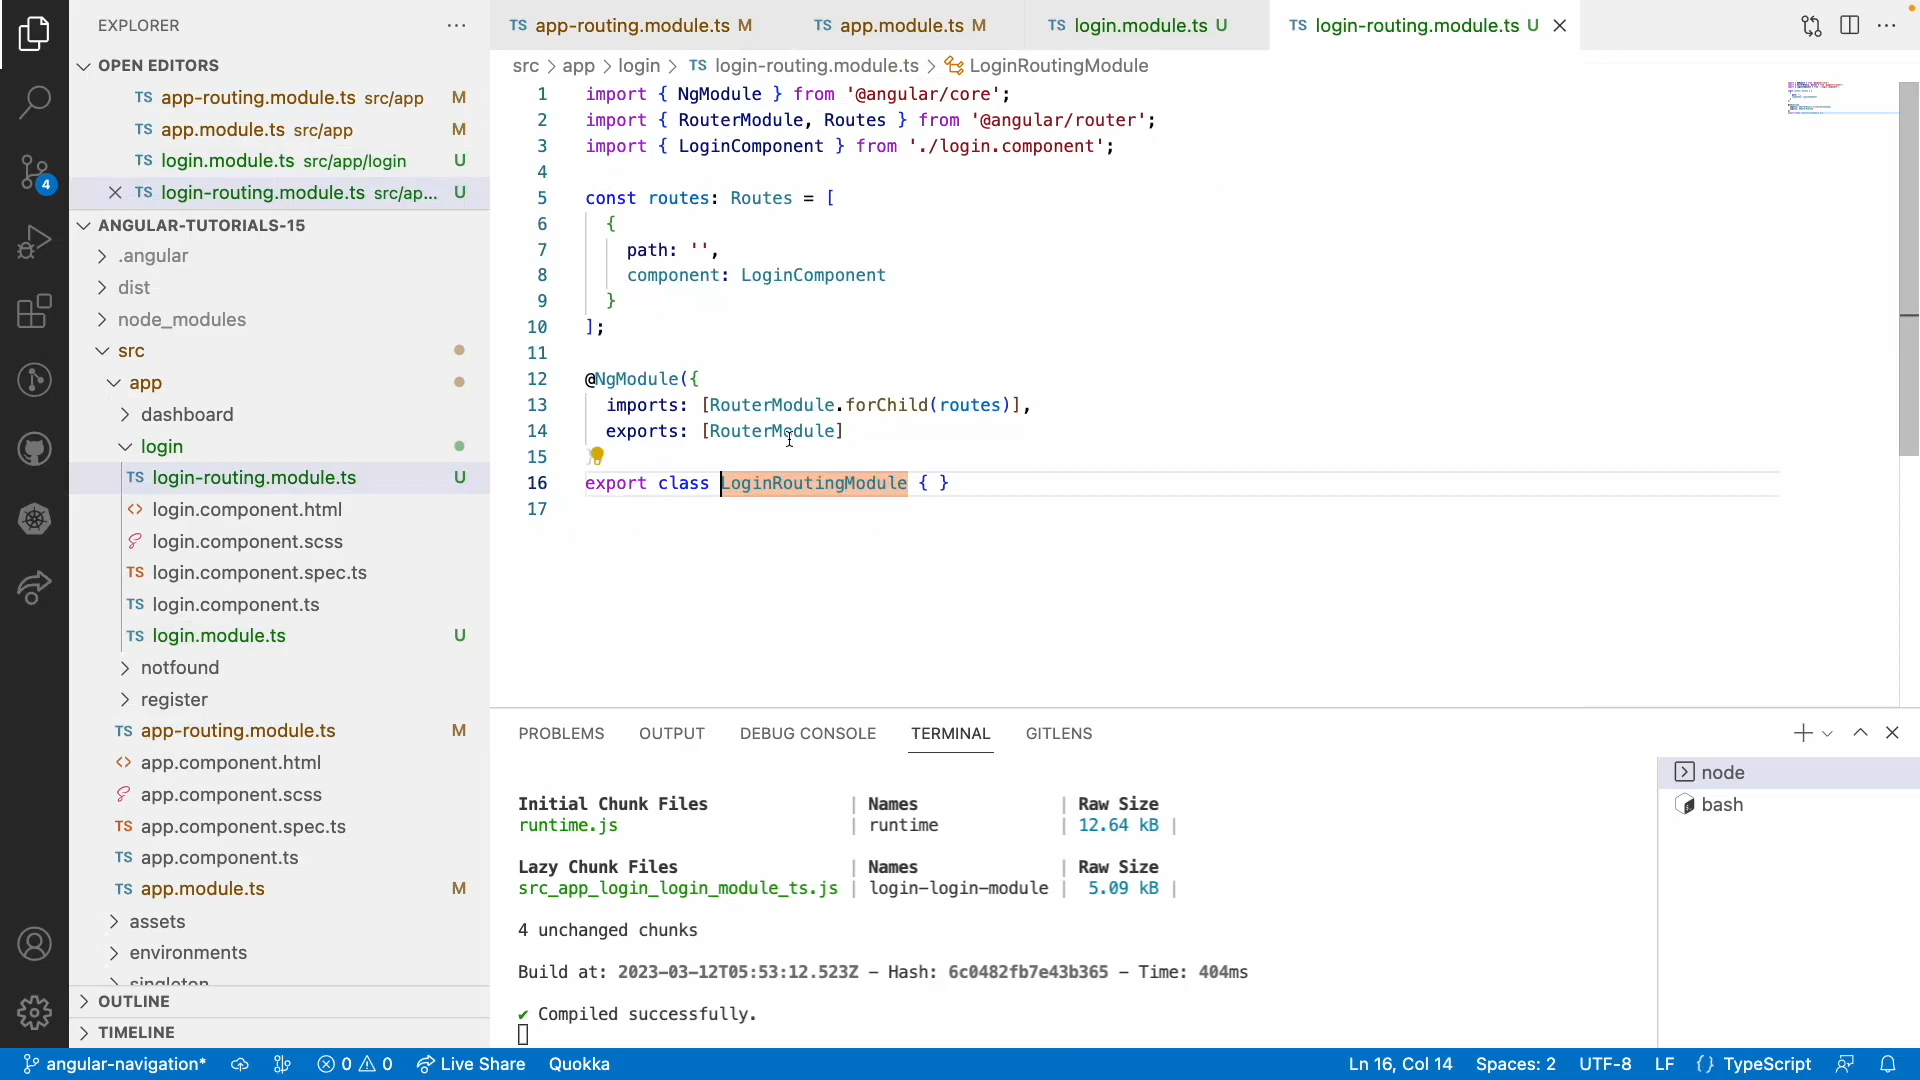 EXPLORER
OPEN EDITORS
TS app-routing.module.ts src/app M
TS app.module.ts src/app M
TS login.module.ts src/app/login U
TS login-routing.module.ts src/ap... U
ANGULAR-TUTORIALS-15
.angular
dist
node_modules
src
app
dashboard
login
TS login-routing.module.ts U
login.component.html
login.component.scss
TS login.component.spec.ts
TS login.component.ts
TS login.module.ts U
notfound
register
TS app-routing.module.ts M
app.component.html
app.component.scss
TS app.component.spec.ts
TS app.component.ts
TS app.module.ts M
assets
environments
singleton
OUTLINE
TIMELINE
4
TS app-routing.module.ts M TS app.module.ts M TS login.module.ts U TS login-routing.module.ts U
src > app > login > TS login-routing.module.ts > LoginRoutingModule
1 import { NgModule } from '@angular/core';
2 import { RouterModule, Routes } from '@angular/router';
3 import { LoginComponent } from './login.component';
4
5 const routes: Routes = [
6 {
7 path: '',
8 component: LoginComponent
9 }
10 ];
11
12 @NgModule({
13 imports: [RouterModule.forChild(routes)],
14 exports: [RouterModule]
15
16 export class LoginRoutingModule { }
17
PROBLEMS OUTPUT DEBUG CONSOLE TERMINAL GITLENS
Initial Chunk Files | Names | Raw Size
runtime.js | runtime | 12.64 kB |
Lazy Chunk Files | Names | Raw Size
src_app_login_login_module_ts.js | login-login-module | 5.09 kB |
4 unchanged chunks
Build at: 2023-03-12T05:53:12.523Z - Hash: 6c0482fb7e43b365 - Time: 404ms
✔ Compiled successfully.
node
bash
angular-navigation* 0 0 Live Share Quokka Ln 16, Col 14 Spaces: 2 UTF-8 LF {} TypeScript